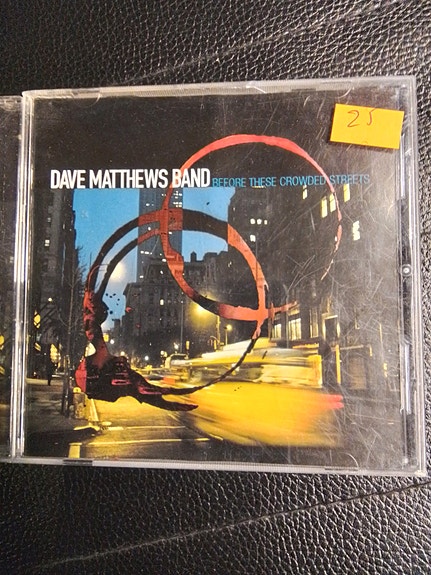 25
DAVE MATTHEWS BAND BEFORE THESE CROWDED STREETS